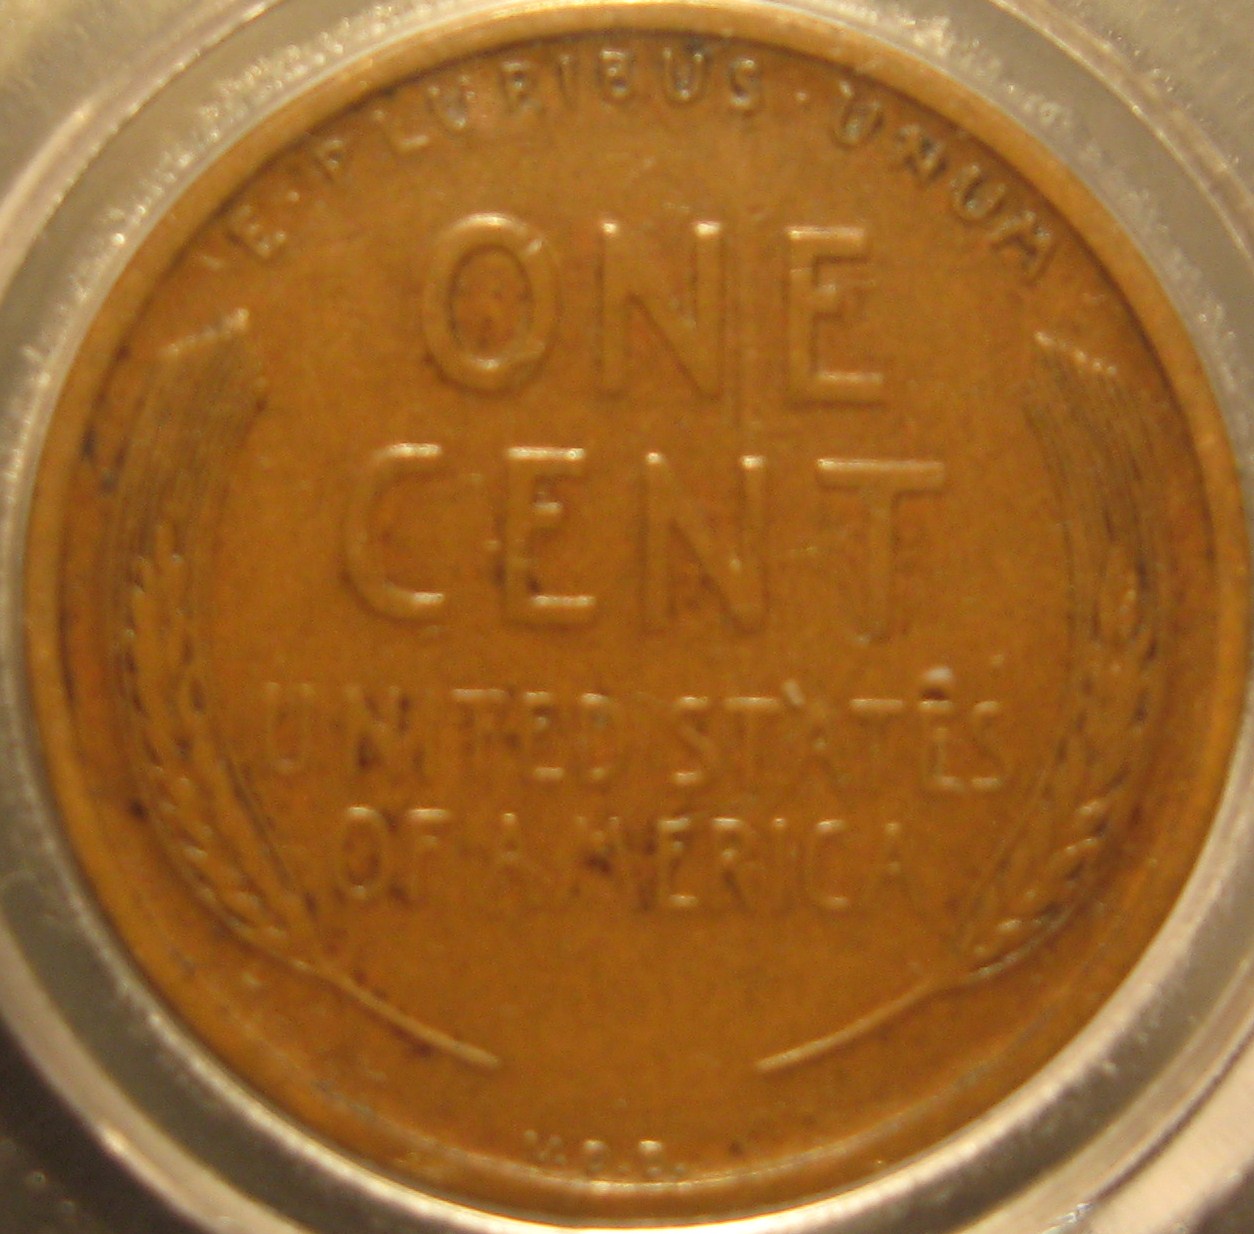 E · PLURIBUS · UNUM
ONE
CENT
UNITED STATES
OF AMERICA
V.D.B.